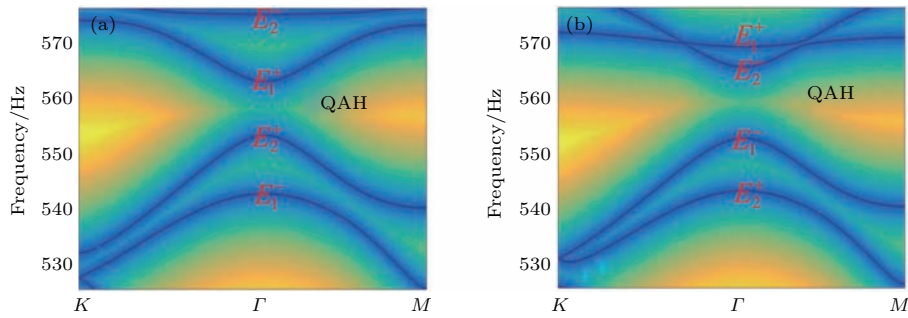 (a)
Frequency/Hz
570
560
550
540
530
K Γ M
E₂⁻
E₁⁺
QAH
E₂⁺
E₁⁻
(b)
Frequency/Hz
570
560
550
540
530
K Γ M
E₁⁺
E₂⁻
QAH
E₁⁻
E₂⁺